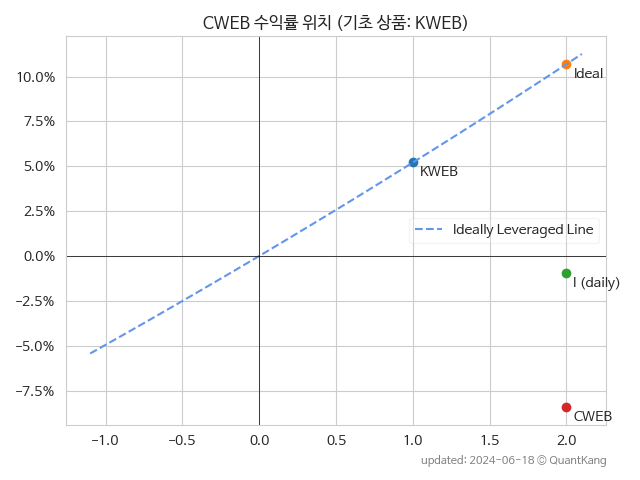 CWEB 수익률 위치 (기초 상품: KWEB)
10.0%
7.5%
5.0%
2.5%
0.0%
−2.5%
−5.0%
−7.5%
Ideal
KWEB
Ideally Leveraged Line
I (daily)
CWEB
−1.0 −0.5 0.0 0.5 1.0 1.5 2.0
updated: 2024-06-18 © QuantKang